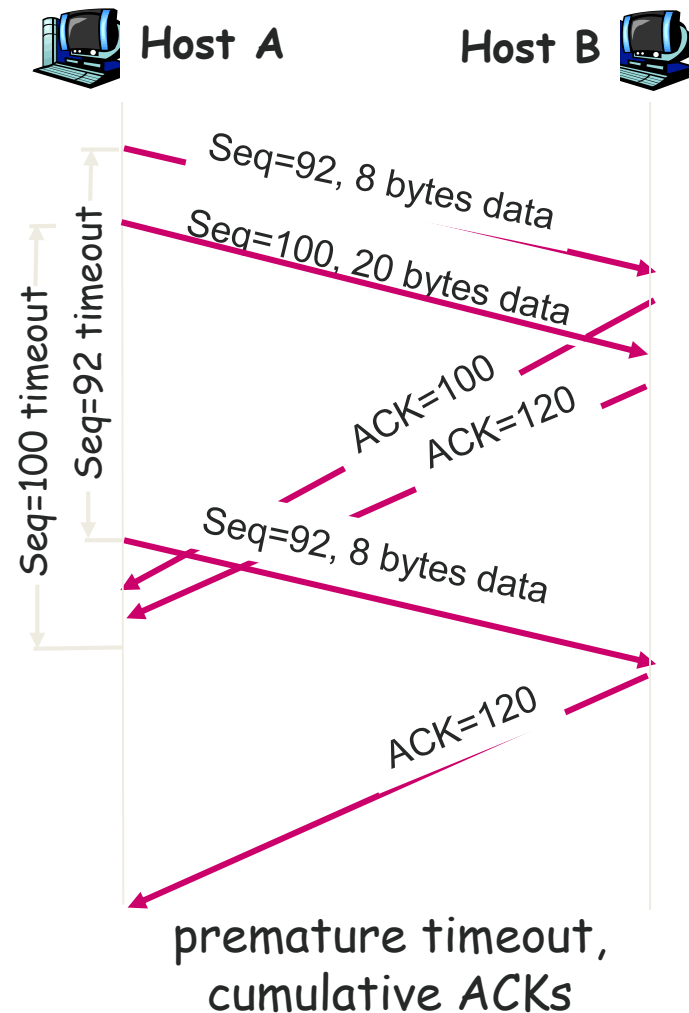 Host A
Host B
Seq=92, 8 bytes data
Seq=100, 20 bytes data
Seq=100 timeout
Seq=92 timeout
ACK=100
ACK=120
Seq=92, 8 bytes data
ACK=120
premature timeout,
cumulative ACKs